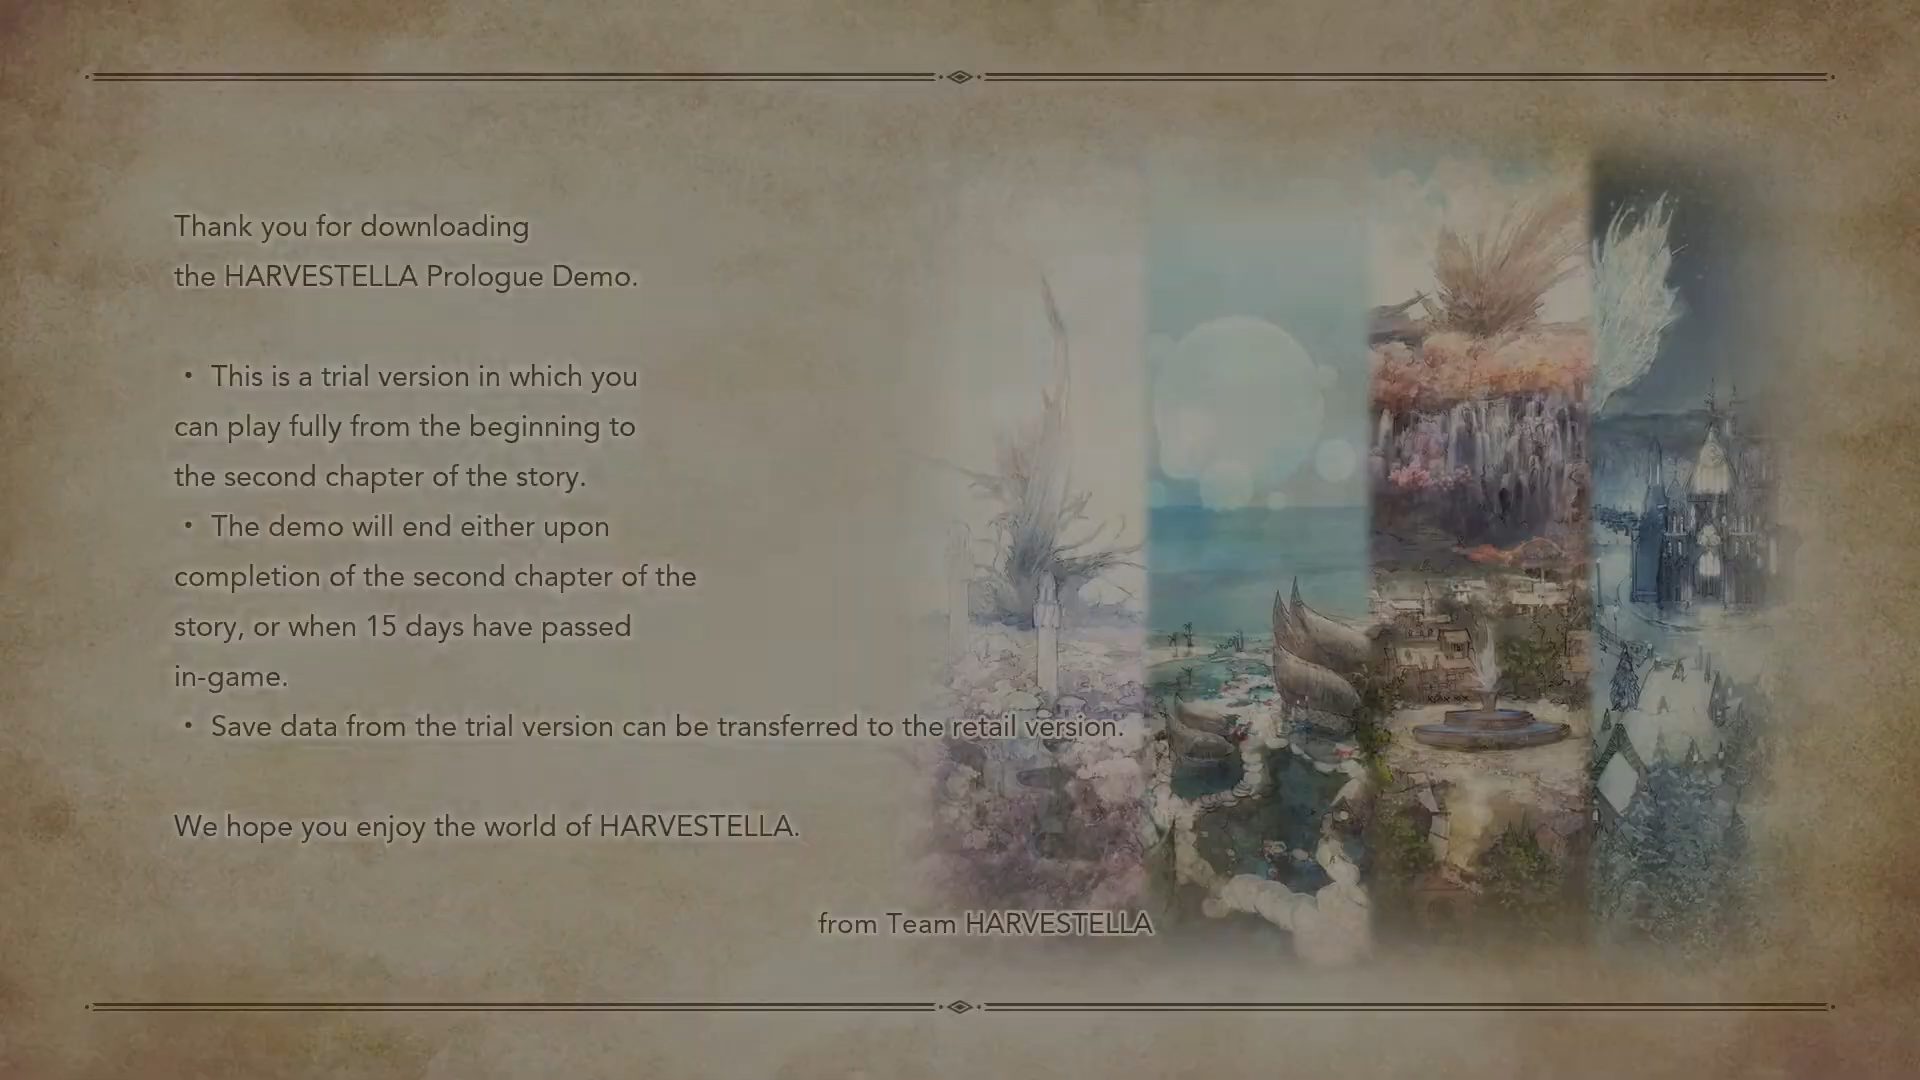 Thank you for downloading
the HARVESTELLA Prologue Demo.
・ This is a trial version in which you
can play fully from the beginning to
the second chapter of the story.
・ The demo will end either upon
completion of the second chapter of the
story, or when 15 days have passed
in-game.
・ Save data from the trial version can be transferred to the retail version.
We hope you enjoy the world of HARVESTELLA.
from Team HARVESTELLA